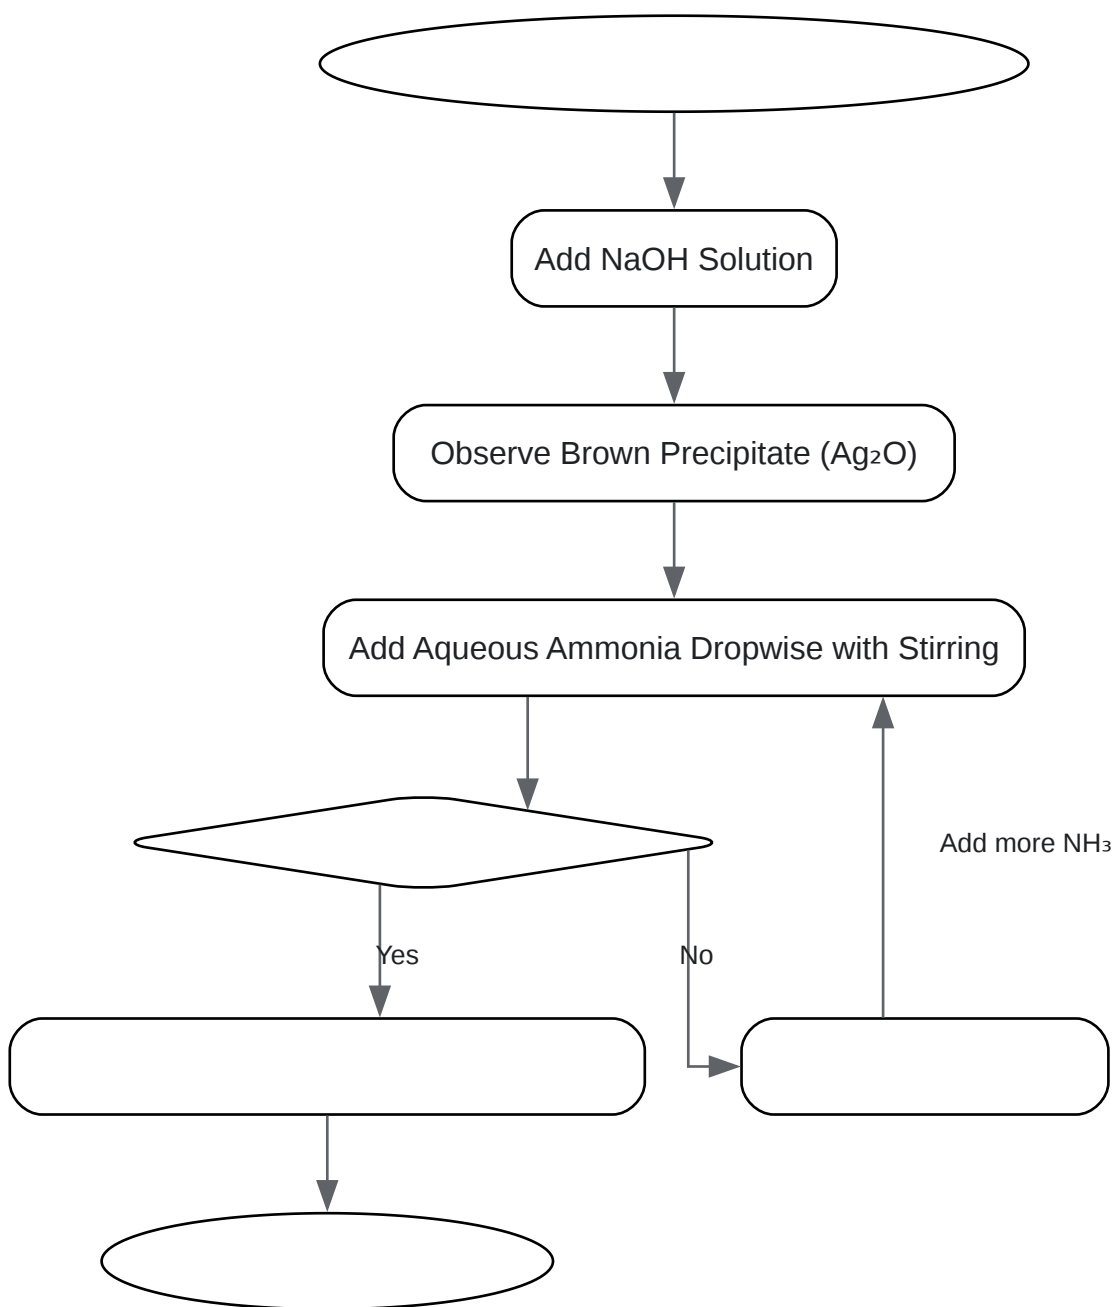 Add NaOH Solution
Observe Brown Precipitate (Ag₂O)
Add Aqueous Ammonia Dropwise with Stirring
Add more NH₃
Yes
No